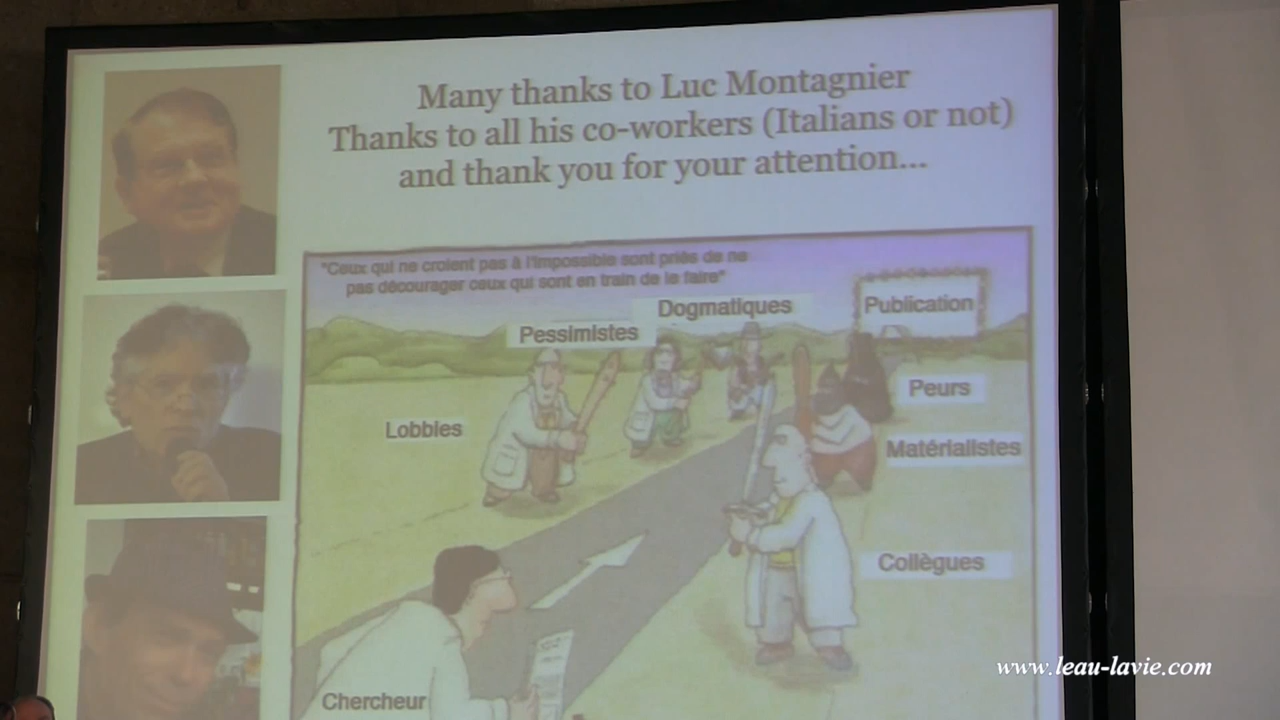 Many thanks to Luc Montagnier
Thanks to all his co-workers (Italians or not)
and thank you for your attention...
"Ceux qui ne croient pas à l'impossible sont priés de ne
pas décourager ceux qui sont en train de le faire"
Dogmatiques
Publication
Pessimistes
Peurs
Lobbies
Matérialistes
Collègues
Chercheur
www.leau-lavie.com